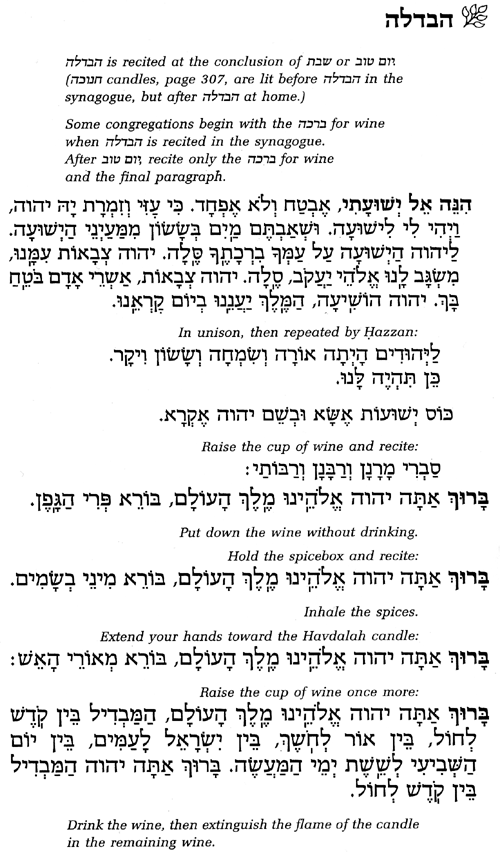 הבדלה
הבדלה is recited at the conclusion of שבת or יום טוב.
(חנוכה candles, page 307, are lit before הבדלה in the
synagogue, but after הבדלה at home.)
Some congregations begin with the ברכה for wine
when הבדלה is recited in the synagogue.
After יום טוב, recite only the ברכה for wine
and the final paragraph.
הִנֵּה אֵל יְשׁוּעָתִי, אֶבְטַח וְלֹא אֶפְחָד. כִּי עָזִּי וְזִמְרָת יָהּ יהוה,
וַיְהִי לִי לִישׁוּעָה. וּשְׁאַבְתֶּם מַיִם בְּשָׂשׂוֹן מִמַּעַיְנֵי הַיְשׁוּעָה.
לַיהוה הַיְשׁוּעָה עַל עַמְּךָ בִרְכָתֶךָ סֶּלָה. יהוה צְבָאוֹת עִמָּנוּ,
מִשְׂגָּב לָנוּ אֱלֹהֵי יַעֲקֹב, סֶלָה. יהוה צְבָאוֹת, אַשְׁרֵי אָדָם בֹּטֵחַ
בָּךְ. יהוה הוֹשִׁיעָה, הַמֶּלֶךְ יַעֲנֵנוּ בְיוֹם קָרְאֵנוּ.
In unison, then repeated by Ḥazzan:
לַיְּהוּדִים הָיְתָה אוֹרָה וְשִׂמְחָה וְשָׂשׂוֹן וִיקָר.
כֵּן תִּהְיֶה לָּנוּ.
כּוֹס יְשׁוּעוֹת אֶשָּׂא וּבְשֵׁם יהוה אֶקְרָא.
Raise the cup of wine and recite:
סַבְרִי מָרָנָן וְרַבָּנָן וְרַבּוֹתַי:
בָּרוּךְ אַתָּה יהוה אֱלֹהֵינוּ מֶלֶךְ הָעוֹלָם, בּוֹרֵא פְּרִי הַגָּפֶן.
Put down the wine without drinking.
Hold the spicebox and recite:
בָּרוּךְ אַתָּה יהוה אֱלֹהֵינוּ מֶלֶךְ הָעוֹלָם, בּוֹרֵא מִינֵי בְשָׂמִים.
Inhale the spices.
Extend your hands toward the Havdalah candle:
בָּרוּךְ אַתָּה יהוה אֱלֹהֵינוּ מֶלֶךְ הָעוֹלָם, בּוֹרֵא מְאוֹרֵי הָאֵשׁ:
Raise the cup of wine once more:
בָּרוּךְ אַתָּה יהוה אֱלֹהֵינוּ מֶלֶךְ הָעוֹלָם, הַמַּבְדִּיל בֵּין קֹדֶשׁ
לְחוֹל, בֵּין אוֹר לְחֹשֶׁךְ, בֵּין יִשְׂרָאֵל לָעַמִּים, בֵּין יוֹם
הַשְּׁבִיעִי לְשֵׁשֶׁת יְמֵי הַמַּעֲשֶׂה. בָּרוּךְ אַתָּה יהוה הַמַּבְדִּיל
בֵּין קֹדֶשׁ לְחוֹל.
Drink the wine, then extinguish the flame of the candle
in the remaining wine.